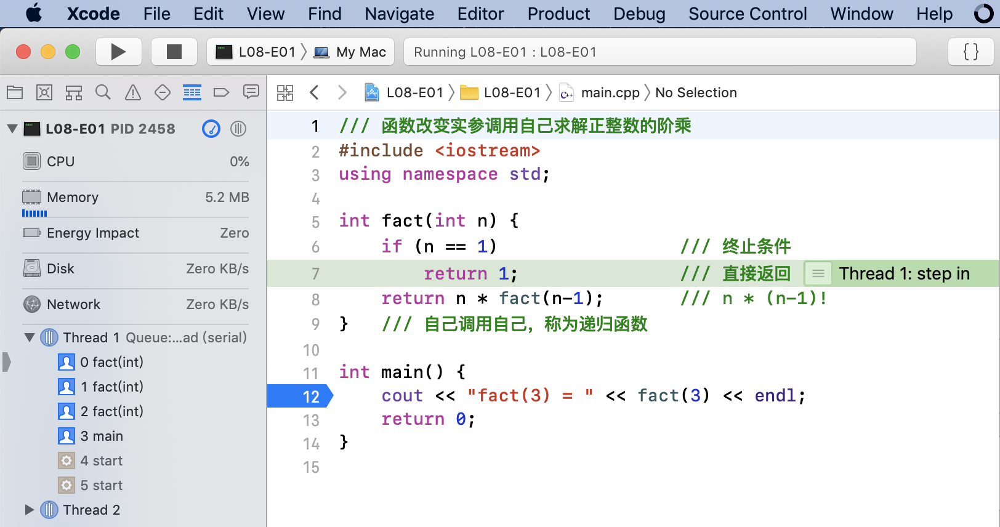 Xcode File Edit View Find Navigate Editor Product Debug Source Control Window Help
L08-E01 〉 My Mac Running L08-E01 : L08-E01 {}
L08-E01 〉 L08-E01 〉 main.cpp 〉 No Selection
L08-E01 PID 2458
CPU 0%
Memory 5.2 MB
Energy Impact Zero
Disk Zero KB/s
Network Zero KB/s
Thread 1 Queue:...ad (serial)
0 fact(int)
1 fact(int)
2 fact(int)
3 main
4 start
5 start
Thread 2
1 /// 函数改变实参调用自己求解正整数的阶乘
2 #include <iostream>
3 using namespace std;
4
5 int fact(int n) {
6     if (n == 1)                 /// 终止条件
7         return 1;               /// 直接返回 Thread 1: step in
8     return n * fact(n-1);       /// n * (n-1)!
9 }   /// 自己调用自己，称为递归函数
10
11 int main() {
12     cout << "fact(3) = " << fact(3) << endl;
13     return 0;
14 }
15